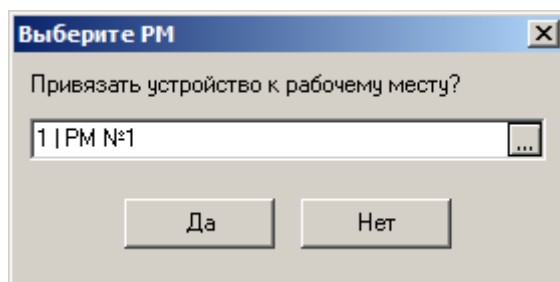 Выберите РМ
Привязать устройство к рабочему месту?
1 | РМ №1
...
Да
Нет